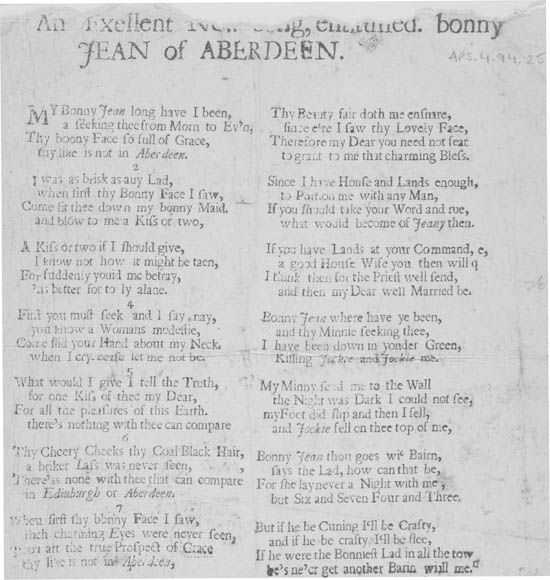 An Exellent New Song, entituled. bonny
JEAN of ABERDEEN.
APS.4.94.25
MY Bonny Jean long have I been,
a seeking thee from Morn to Ev'n,
Thy boony Face so full of Grace,
thy like is not in Aberdeen.
2
I was as brisk as auy Lad,
when first thy Bonny Face I saw,
Come sit thee down my bonny Maid.
and blow to me a Kiss or two,
A Kiss or two if I should give,
I know not how it might be taen,
For suddenly youid me betray,
'as better for to ly alane.
4
First you must seek and I say nay,
you know a Womans modestie,
Come slid your Hand about my Neck.
when I cry. cease let me not be.
5
What would I give I tell the Truth,
for one Kiss of thee my Dear,
For all the pleasures of this Earth.
there's nothing with thee can compare
6
Thy Cheery Cheeks thy Coal Black Hair,
a briker Lass was never seen,
There'ss none with thee that can compare
in Ediuburgh or Aberdeen.
7
When first thy bonny Face I saw,
such charming Eyes were never seen,
Thou art the true Prospect of Grace
thy like is not in Aberdeen,
Thy Beauty fair doth me ensnare,
since e're I saw thy Lovely Face,
Therefore my Dear you need not fear
to grant to me that charming Bless.
Since I have House and Lands enough,
to Portion me with any Man,
If you should take your Word and rue,
what would become of Jeany then.
If you have Lands at your Command, e,
a good House Wife you then will q
I think then for the Priest well send,
and then my Dear well Married be.
Bonny Jean where have ye been,
and thy Minnie seeking thee,
I have been down in yonder Green,
Kissing Jockie and Jockie me.
My Minny send me to the Wall
the Night was Dark I could not see,
my Foot did slip and then I fell,
and Jockie fell on thee top of me,
Bonny Jean thou goes wit Bairn,
says the Lad, how can that be,
For she lay never a Night with me,
but Six and Seven Four and Three.
But if he be Cuning I'll be Crafty,
and if he be crafty. I'll be slee,
If he were the Bonniest Lad in all the tow
he's ne'er get another Barin with me.